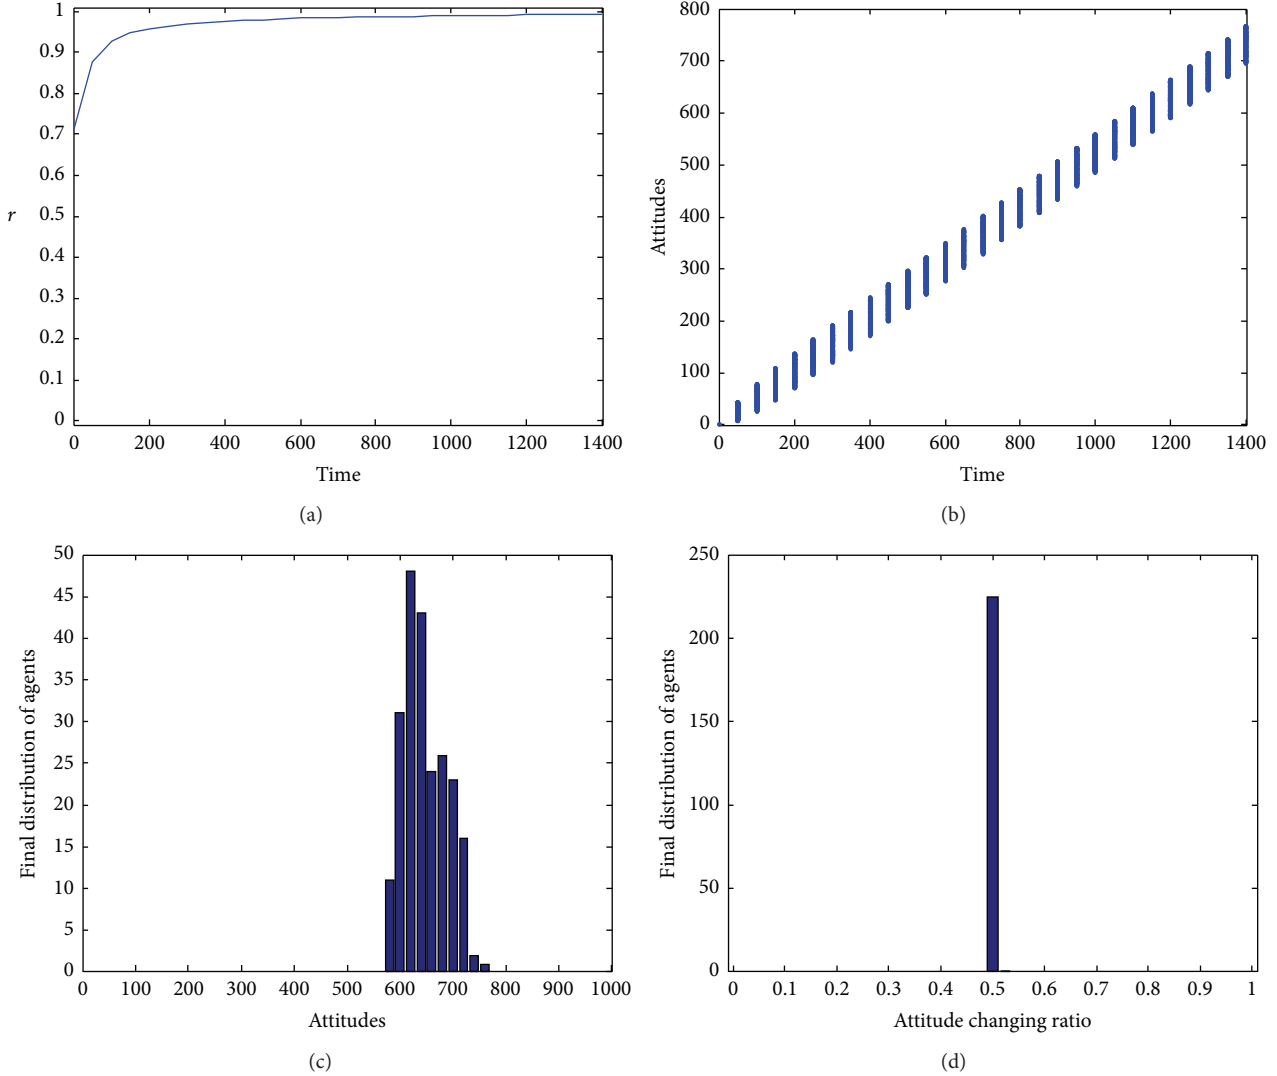 1
0.9
0.8
0.7
0.6
0.5
0.4
0.3
0.2
0.1
0
r
0 200 400 600 800 1000 1200 1400
Time
(a)
800
700
600
500
400
300
200
100
0
Attitudes
0 200 400 600 800 1000 1200 1400
Time
(b)
50
45
40
35
30
25
20
15
10
5
0
Final distribution of agents
0 100 200 300 400 500 600 700 800 900 1000
Attitudes
(c)
250
200
150
100
50
0
Final distribution of agents
0 0.1 0.2 0.3 0.4 0.5 0.6 0.7 0.8 0.9 1
Attitude changing ratio
(d)